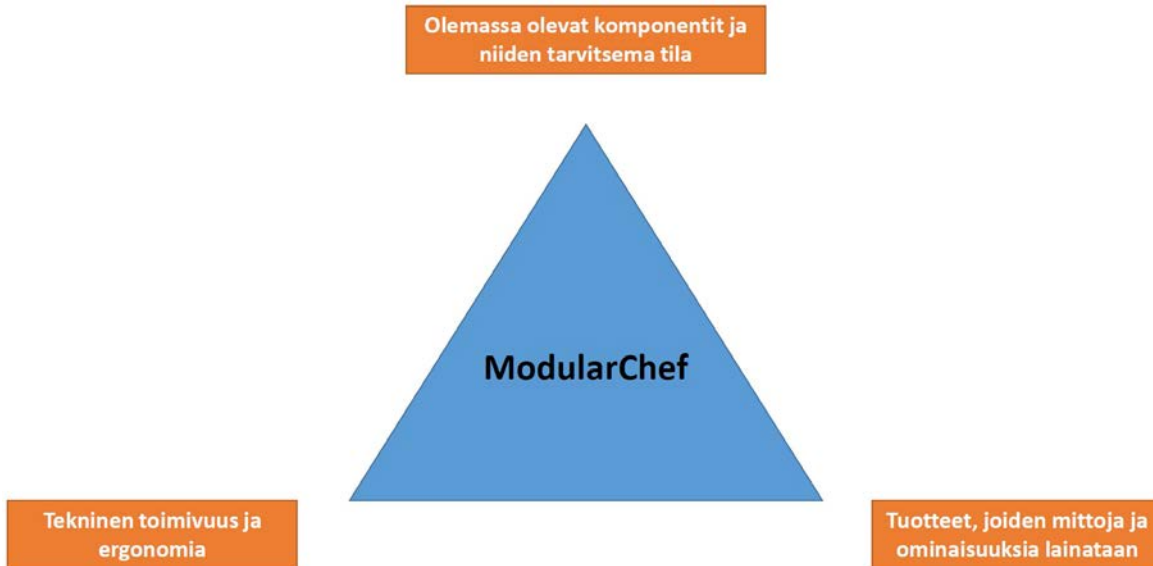 Olemassa olevat komponentit ja
niiden tarvitsema tila
ModularChef
Tekninen toimivuus ja
ergonomia
Tuotteet, joiden mittoja ja
ominaisuuksia lainataan